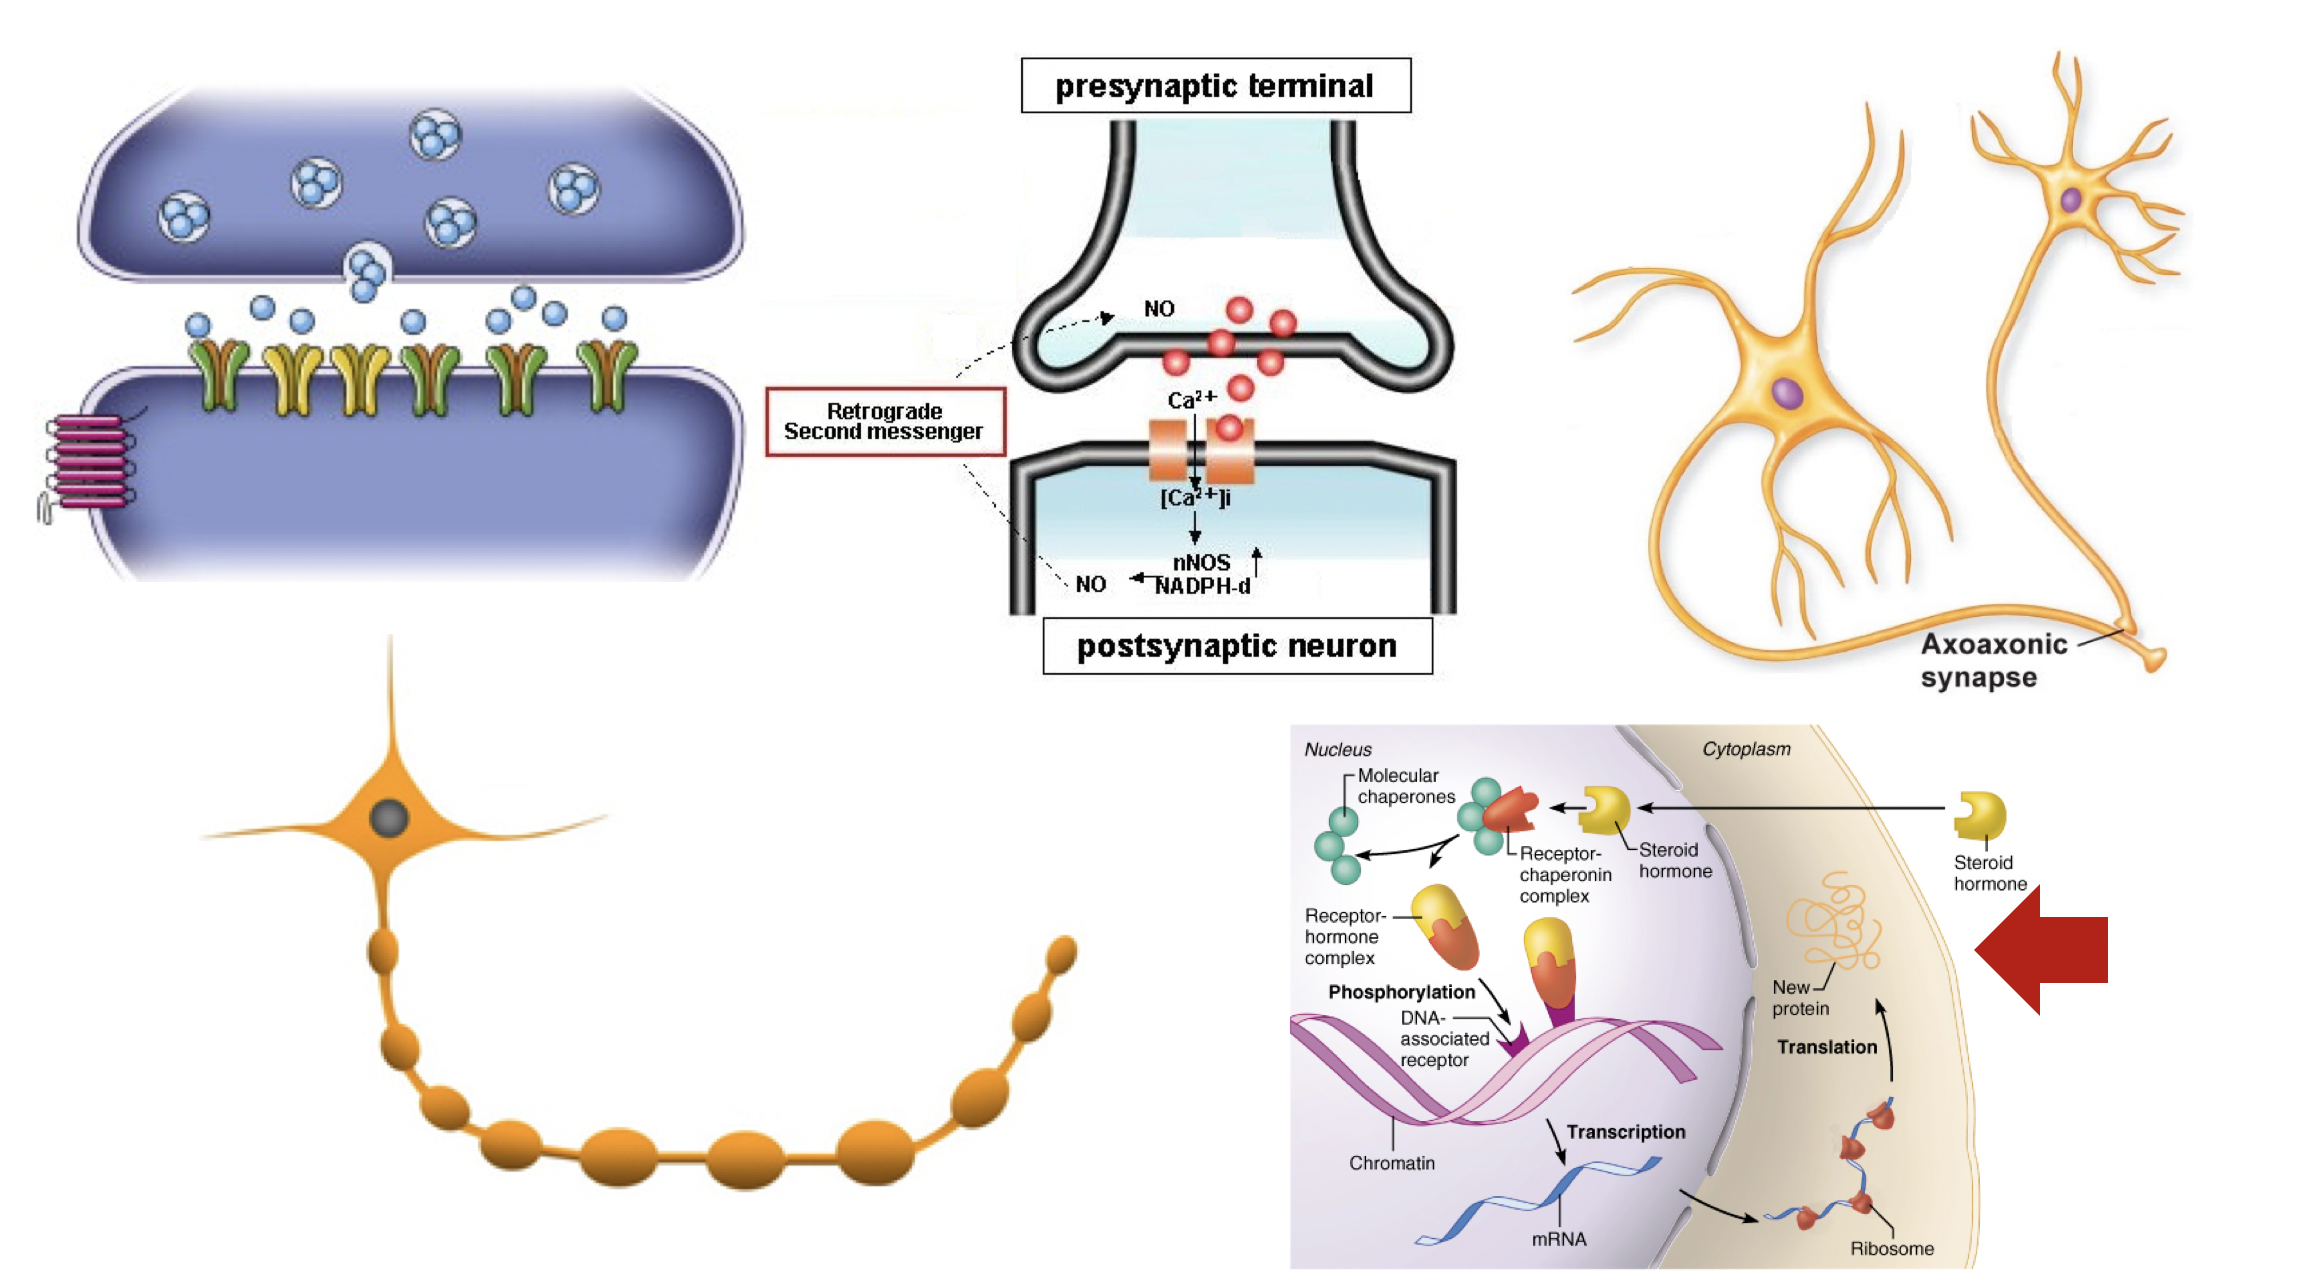 presynaptic terminal
NO
Ca²⁺
Retrograde
Second messenger
[Ca²⁺]i
nNOS
NADPH-d
NO
postsynaptic neuron
Axoaxonic
synapse
Nucleus
Cytoplasm
Molecular
chaperones
Receptor-
chaperonin
complex
Steroid
hormone
Steroid
hormone
Receptor-
hormone
complex
Phosphorylation
DNA-
associated
receptor
New
protein
Translation
Transcription
Chromatin
mRNA
Ribosome